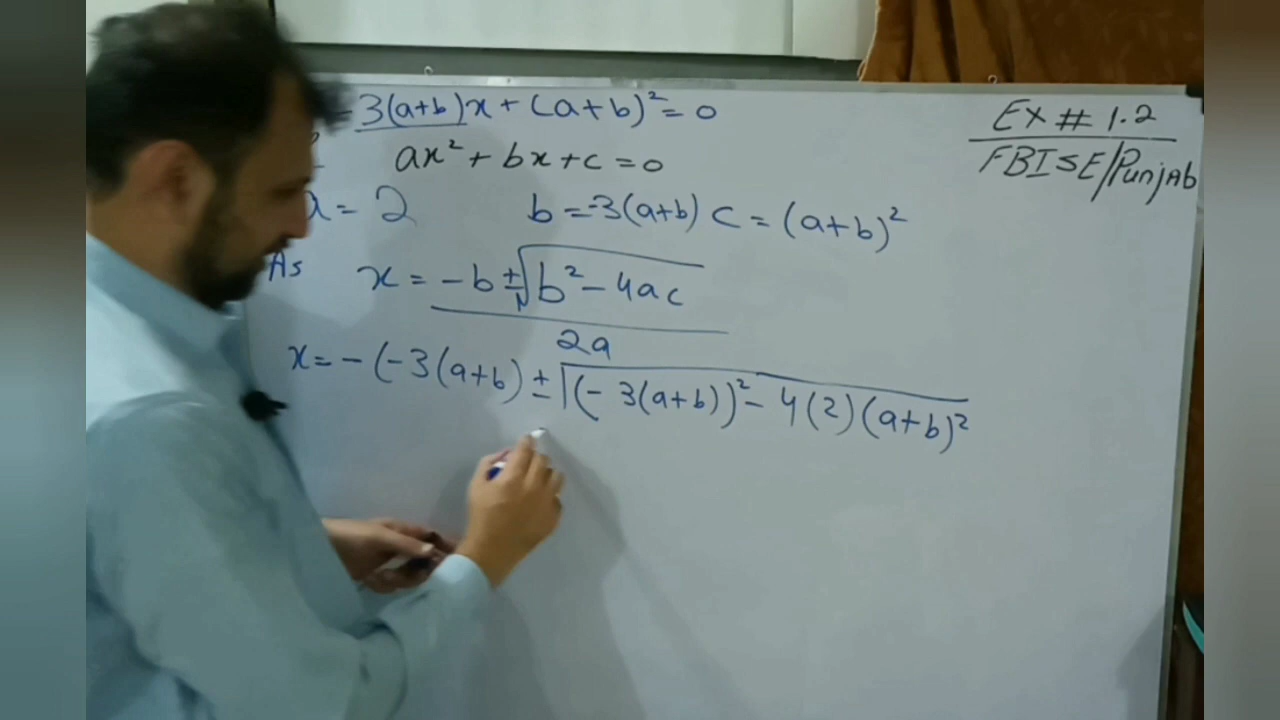 - 3(a+b)x + (a+b)² = 0
ax² + bx + c = 0
a = 2 b = -3(a+b) c = (a+b)²
As x = -b ± √b² - 4ac
2a
x = - (-3(a+b) ± √(- 3(a+b))² - 4(2)(a+b)²
Ex # 1.2
FBISE/Punjab